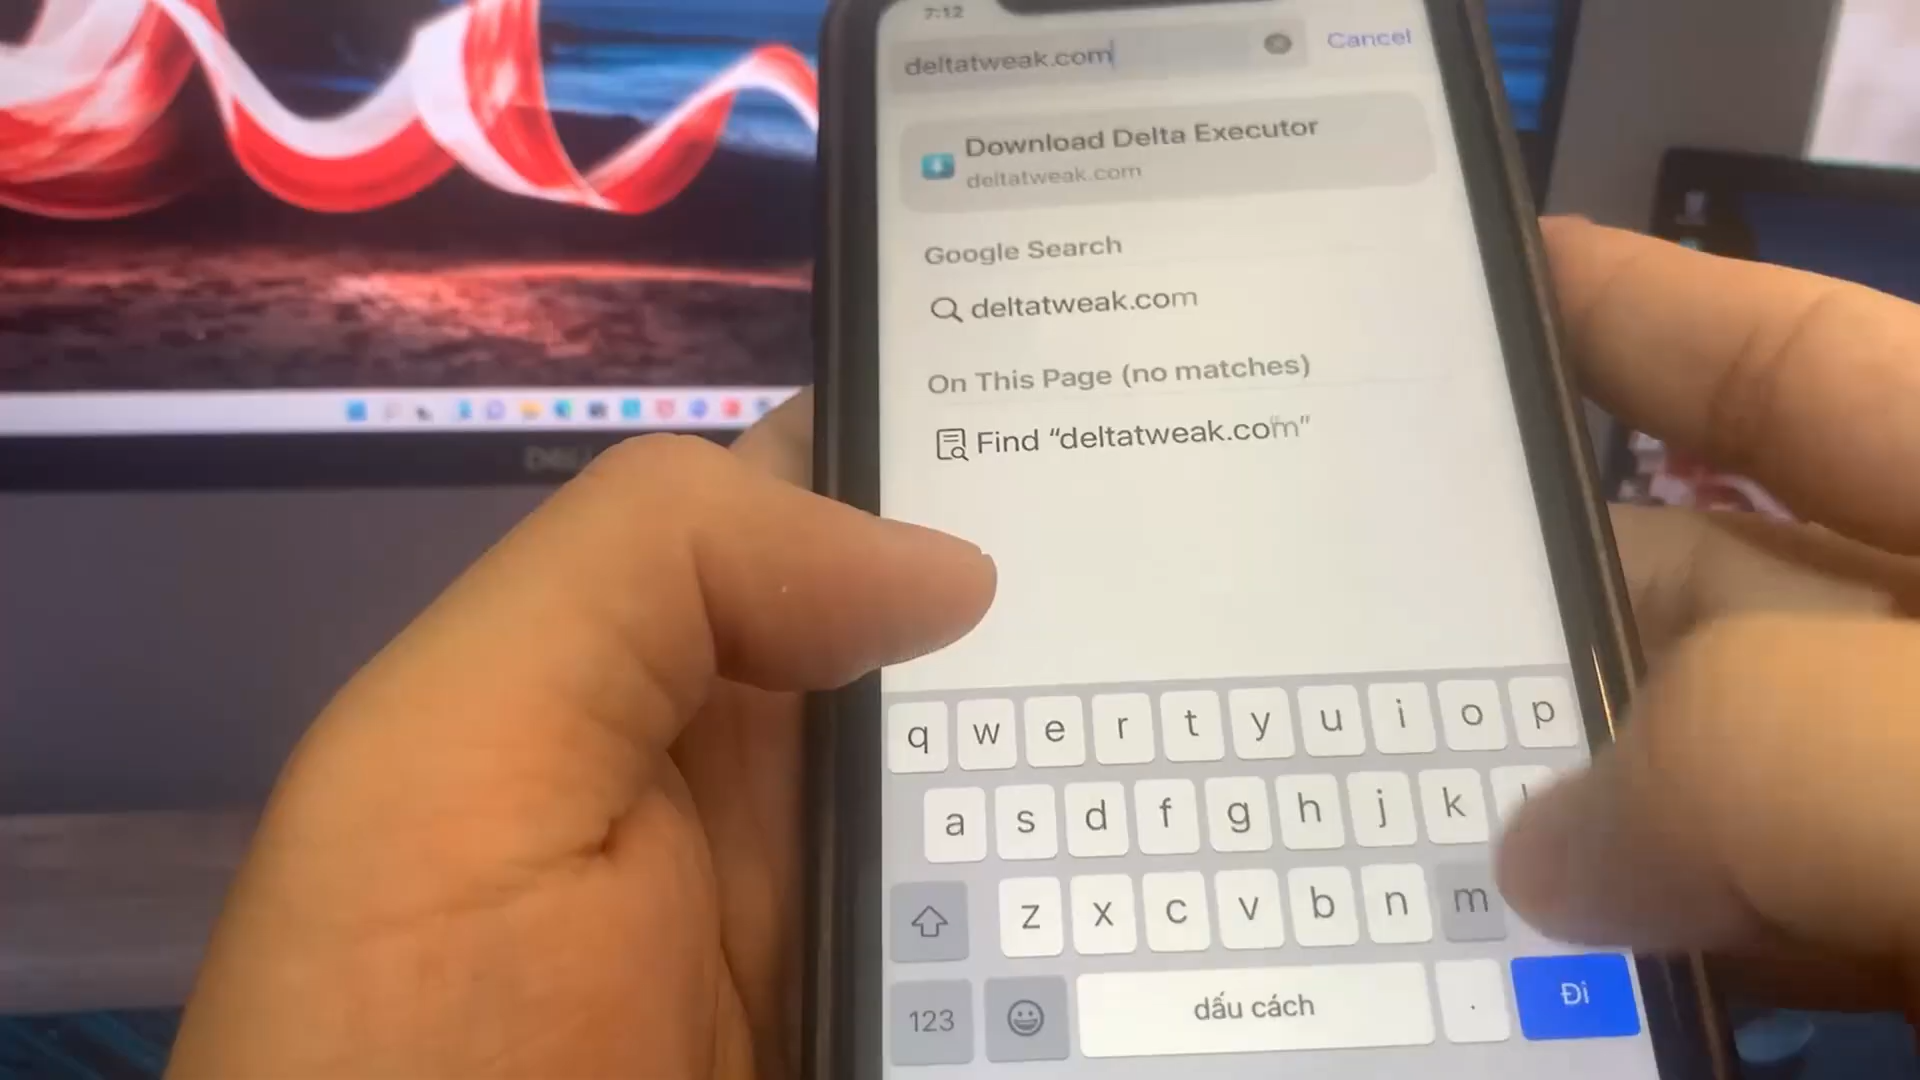 7:12
deltatweak.com
Cancel
Download Delta Executor
deltatweak.com
Google Search
deltatweak.com
On This Page (no matches)
Find “deltatweak.com”
q w e r t y u i o p
a s d f g h j k
z x c v b n m
123
dấu cách
.
Đi